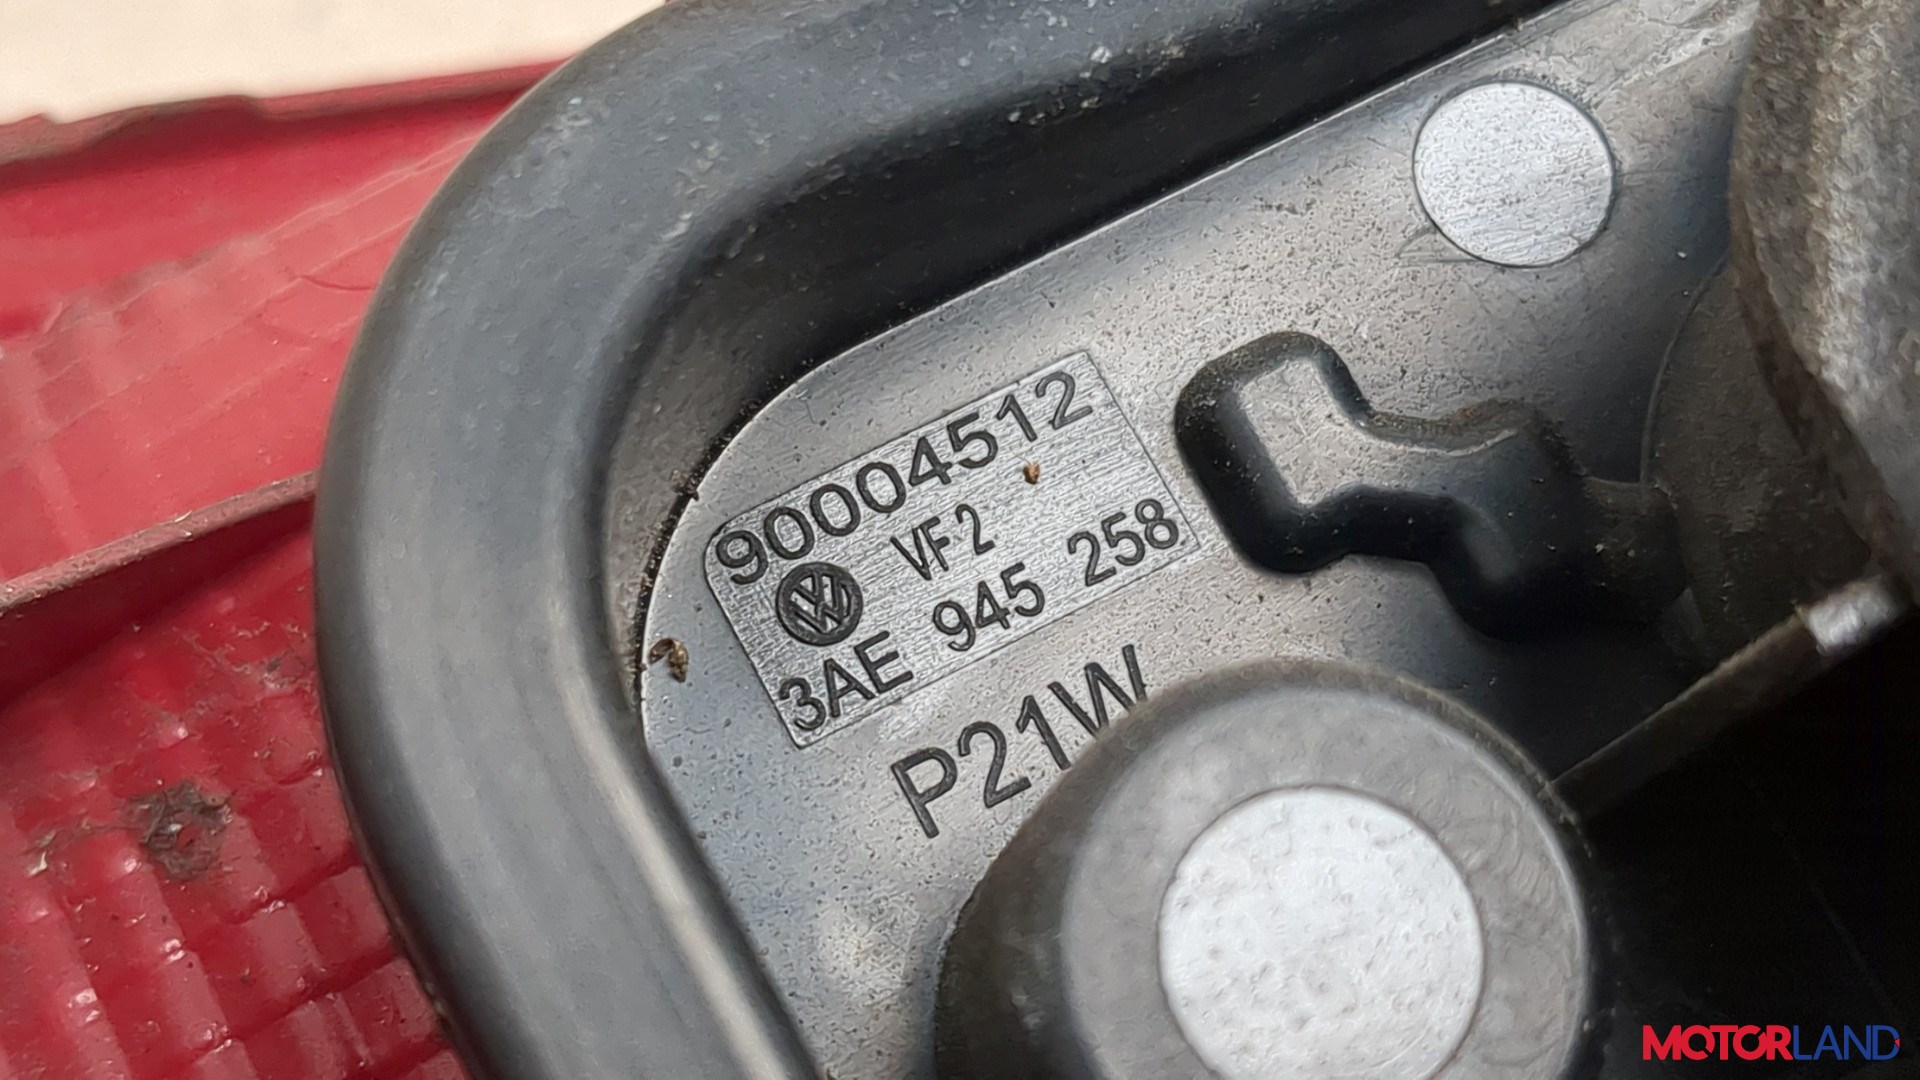 90004512
VF2
3AE 945 258
P21W
MOTORLAND